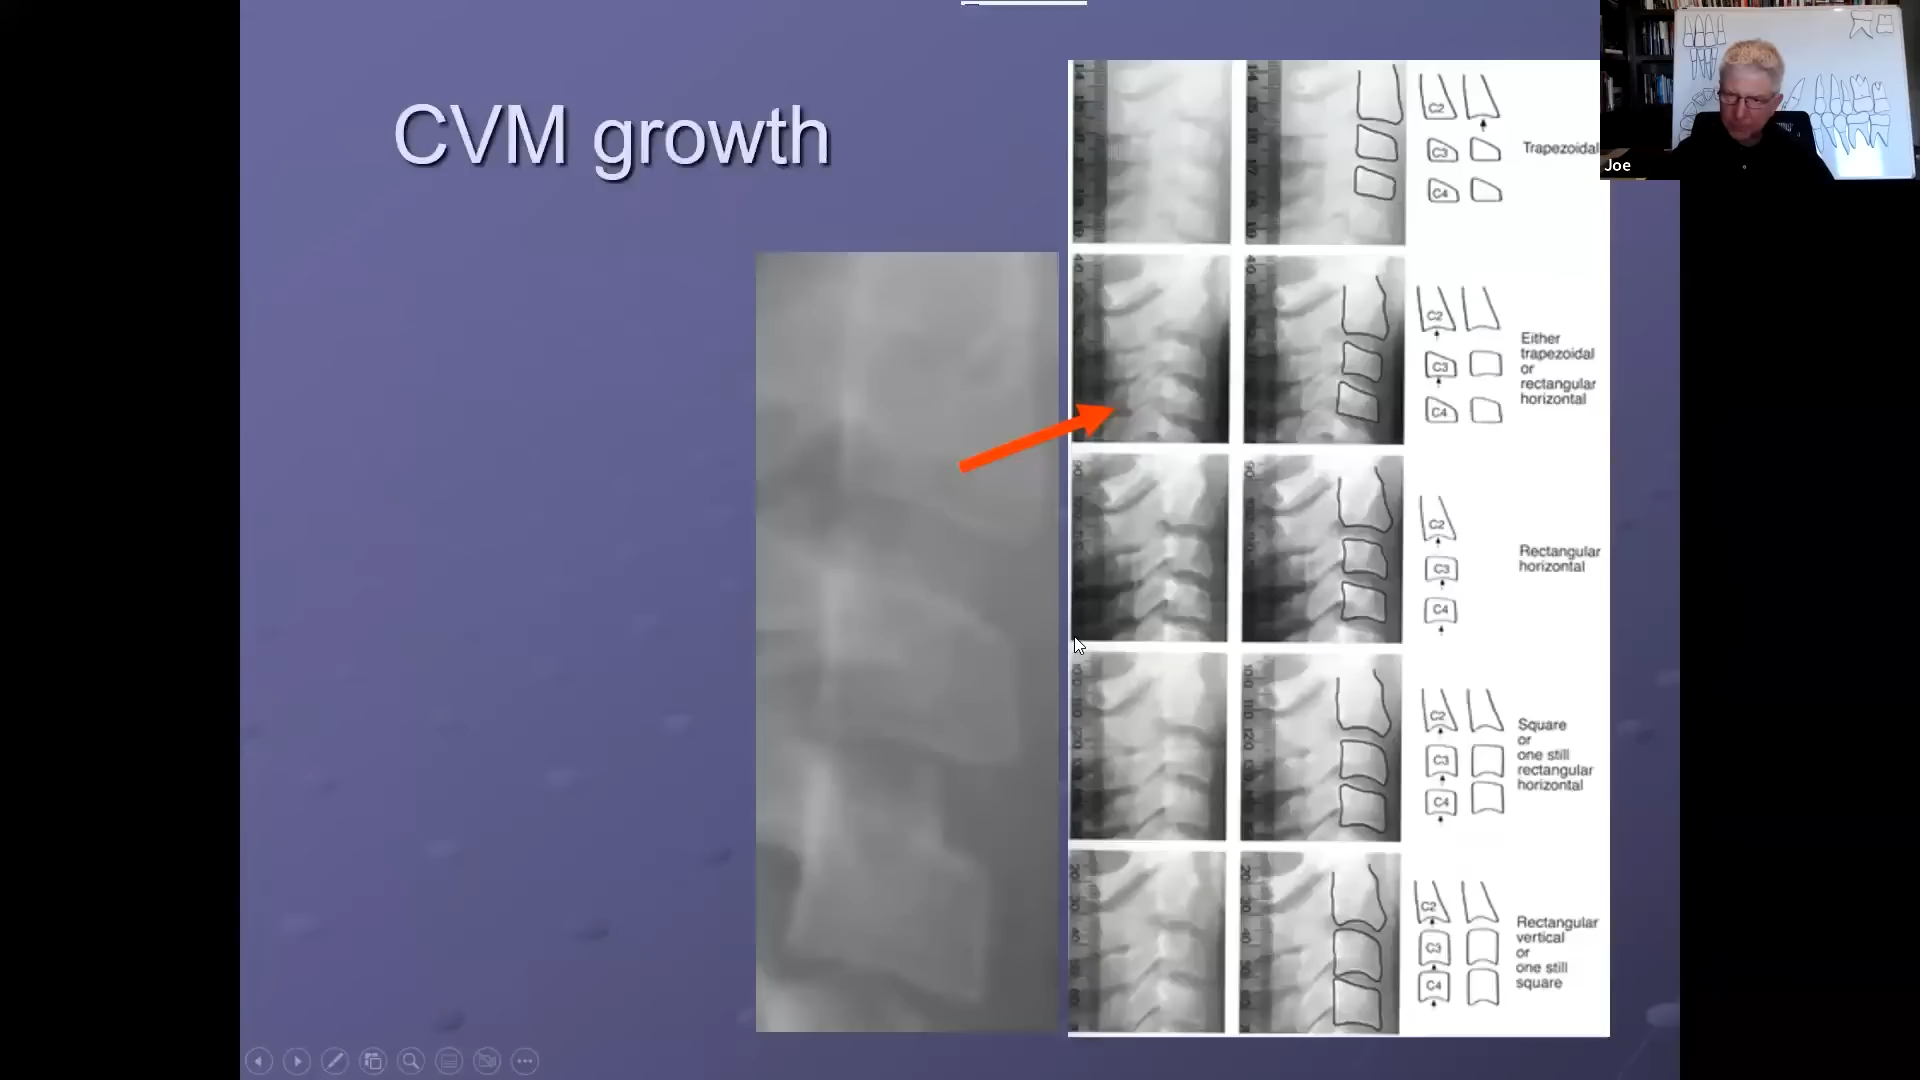 CVM growth
C2
C3
C4
Trapezoidal
C2
C3
C4
Either
trapezoidal
or
rectangular
horizontal
C2
C3
C4
Rectangular
horizontal
C2
C3
C4
Square
or
one still
rectangular
horizontal
C2
C3
C4
Rectangular
vertical
or
one still
square
Joe